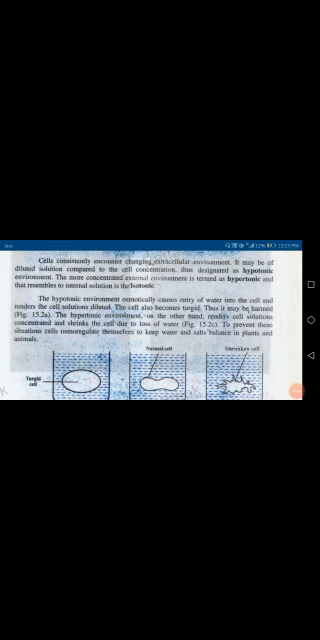 Jazz 12% 12:23 PM
Cells consistently encounter changing extracellular environment. It may be of
diluted solution compared to the cell concentration, thus designated as hypotonic
environment. The more concentrated external environment is termed as hypertonic and
that resembles to internal solution is the Isotonic.
The hypotonic environment osmotically causes entry of water into the cell and
renders the cell solutions diluted. The cell also becomes turgid. Thus it may be harmed
(Fig. 15.2a). The hypertonic environment, on the other hand, renders cell solutions
concentrated and shrinks the cell due to loss of water (Fig. 15.2c). To prevent these
situations cells osmoregulate themselves to keep water and salts balance in plants and
animals.
Normal cell
Shrunken cell
Turgid
cell